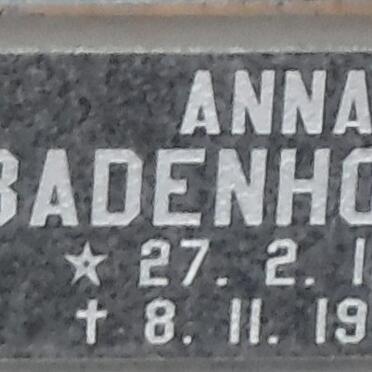 ANNA
BADENHO
☆ 27. 2. 1
✝ 8. 11. 19